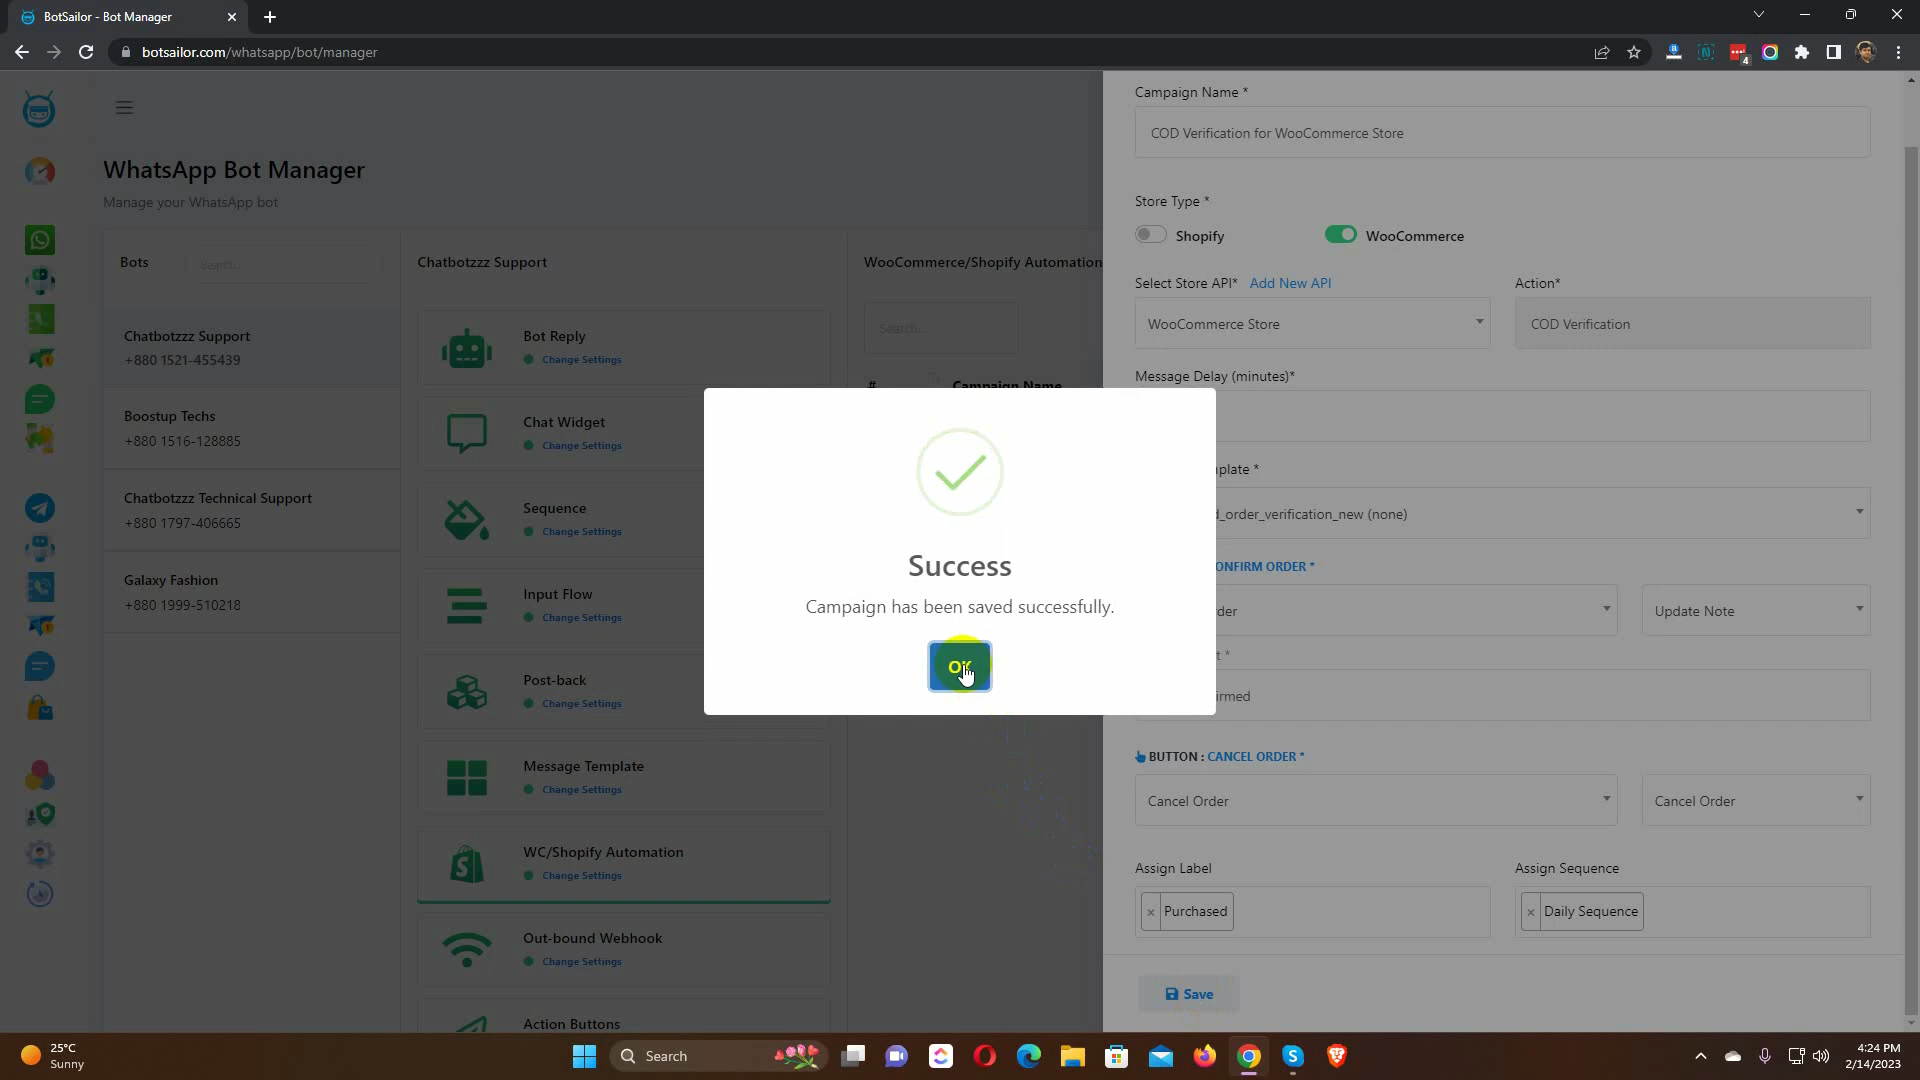 BotSailor - Bot Manager
botsailor.com/whatsapp/bot/manager
4
WhatsApp Bot Manager
Manage your WhatsApp bot
Bots
Search...
Chatbotzzz Support
+880 1521-455439
Boostup Techs
+880 1516-128885
Chatbotzzz Technical Support
+880 1797-406665
Galaxy Fashion
+880 1999-510218
Chatbotzzz Support
Bot Reply
Change Settings
Chat Widget
Change Settings
Sequence
Change Settings
Input Flow
Change Settings
Post-back
Change Settings
Message Template
Change Settings
WC/Shopify Automation
Change Settings
Out-bound Webhook
Change Settings
Action Buttons
WooCommerce/Shopify Automation
Search...
# Campaign Name
Success
Campaign has been saved successfully.
OK
Campaign Name *
COD Verification for WooCommerce Store
Store Type *
Shopify WooCommerce
Select Store API* Add New API Action*
WooCommerce Store COD Verification
Message Delay (minutes)*
plate *
_order_verification_new (none)
ONFIRM ORDER *
der Update Note
t *
irmed
BUTTON : CANCEL ORDER *
Cancel Order Cancel Order
Assign Label Assign Sequence
× Purchased × Daily Sequence
Save
25°C
Sunny
Search
4:24 PM
2/14/2023